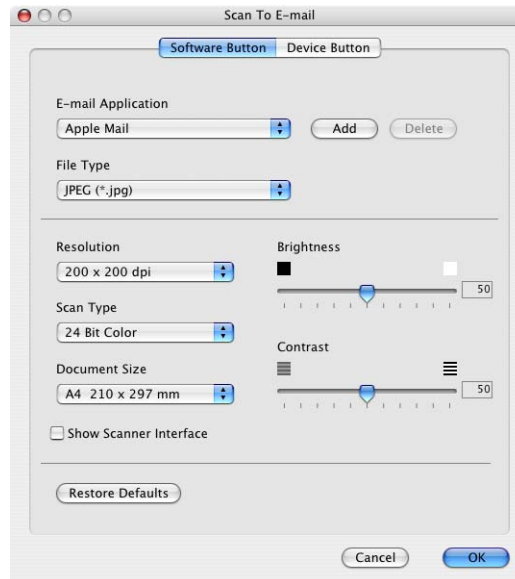 Scan To E-mail
Software Button Device Button
E-mail Application
Apple Mail Add Delete
File Type
JPEG (*.jpg)
Resolution
200 x 200 dpi
Scan Type
24 Bit Color
Document Size
A4 210 x 297 mm
Show Scanner Interface
Brightness
50
Contrast
50
Restore Defaults
Cancel OK